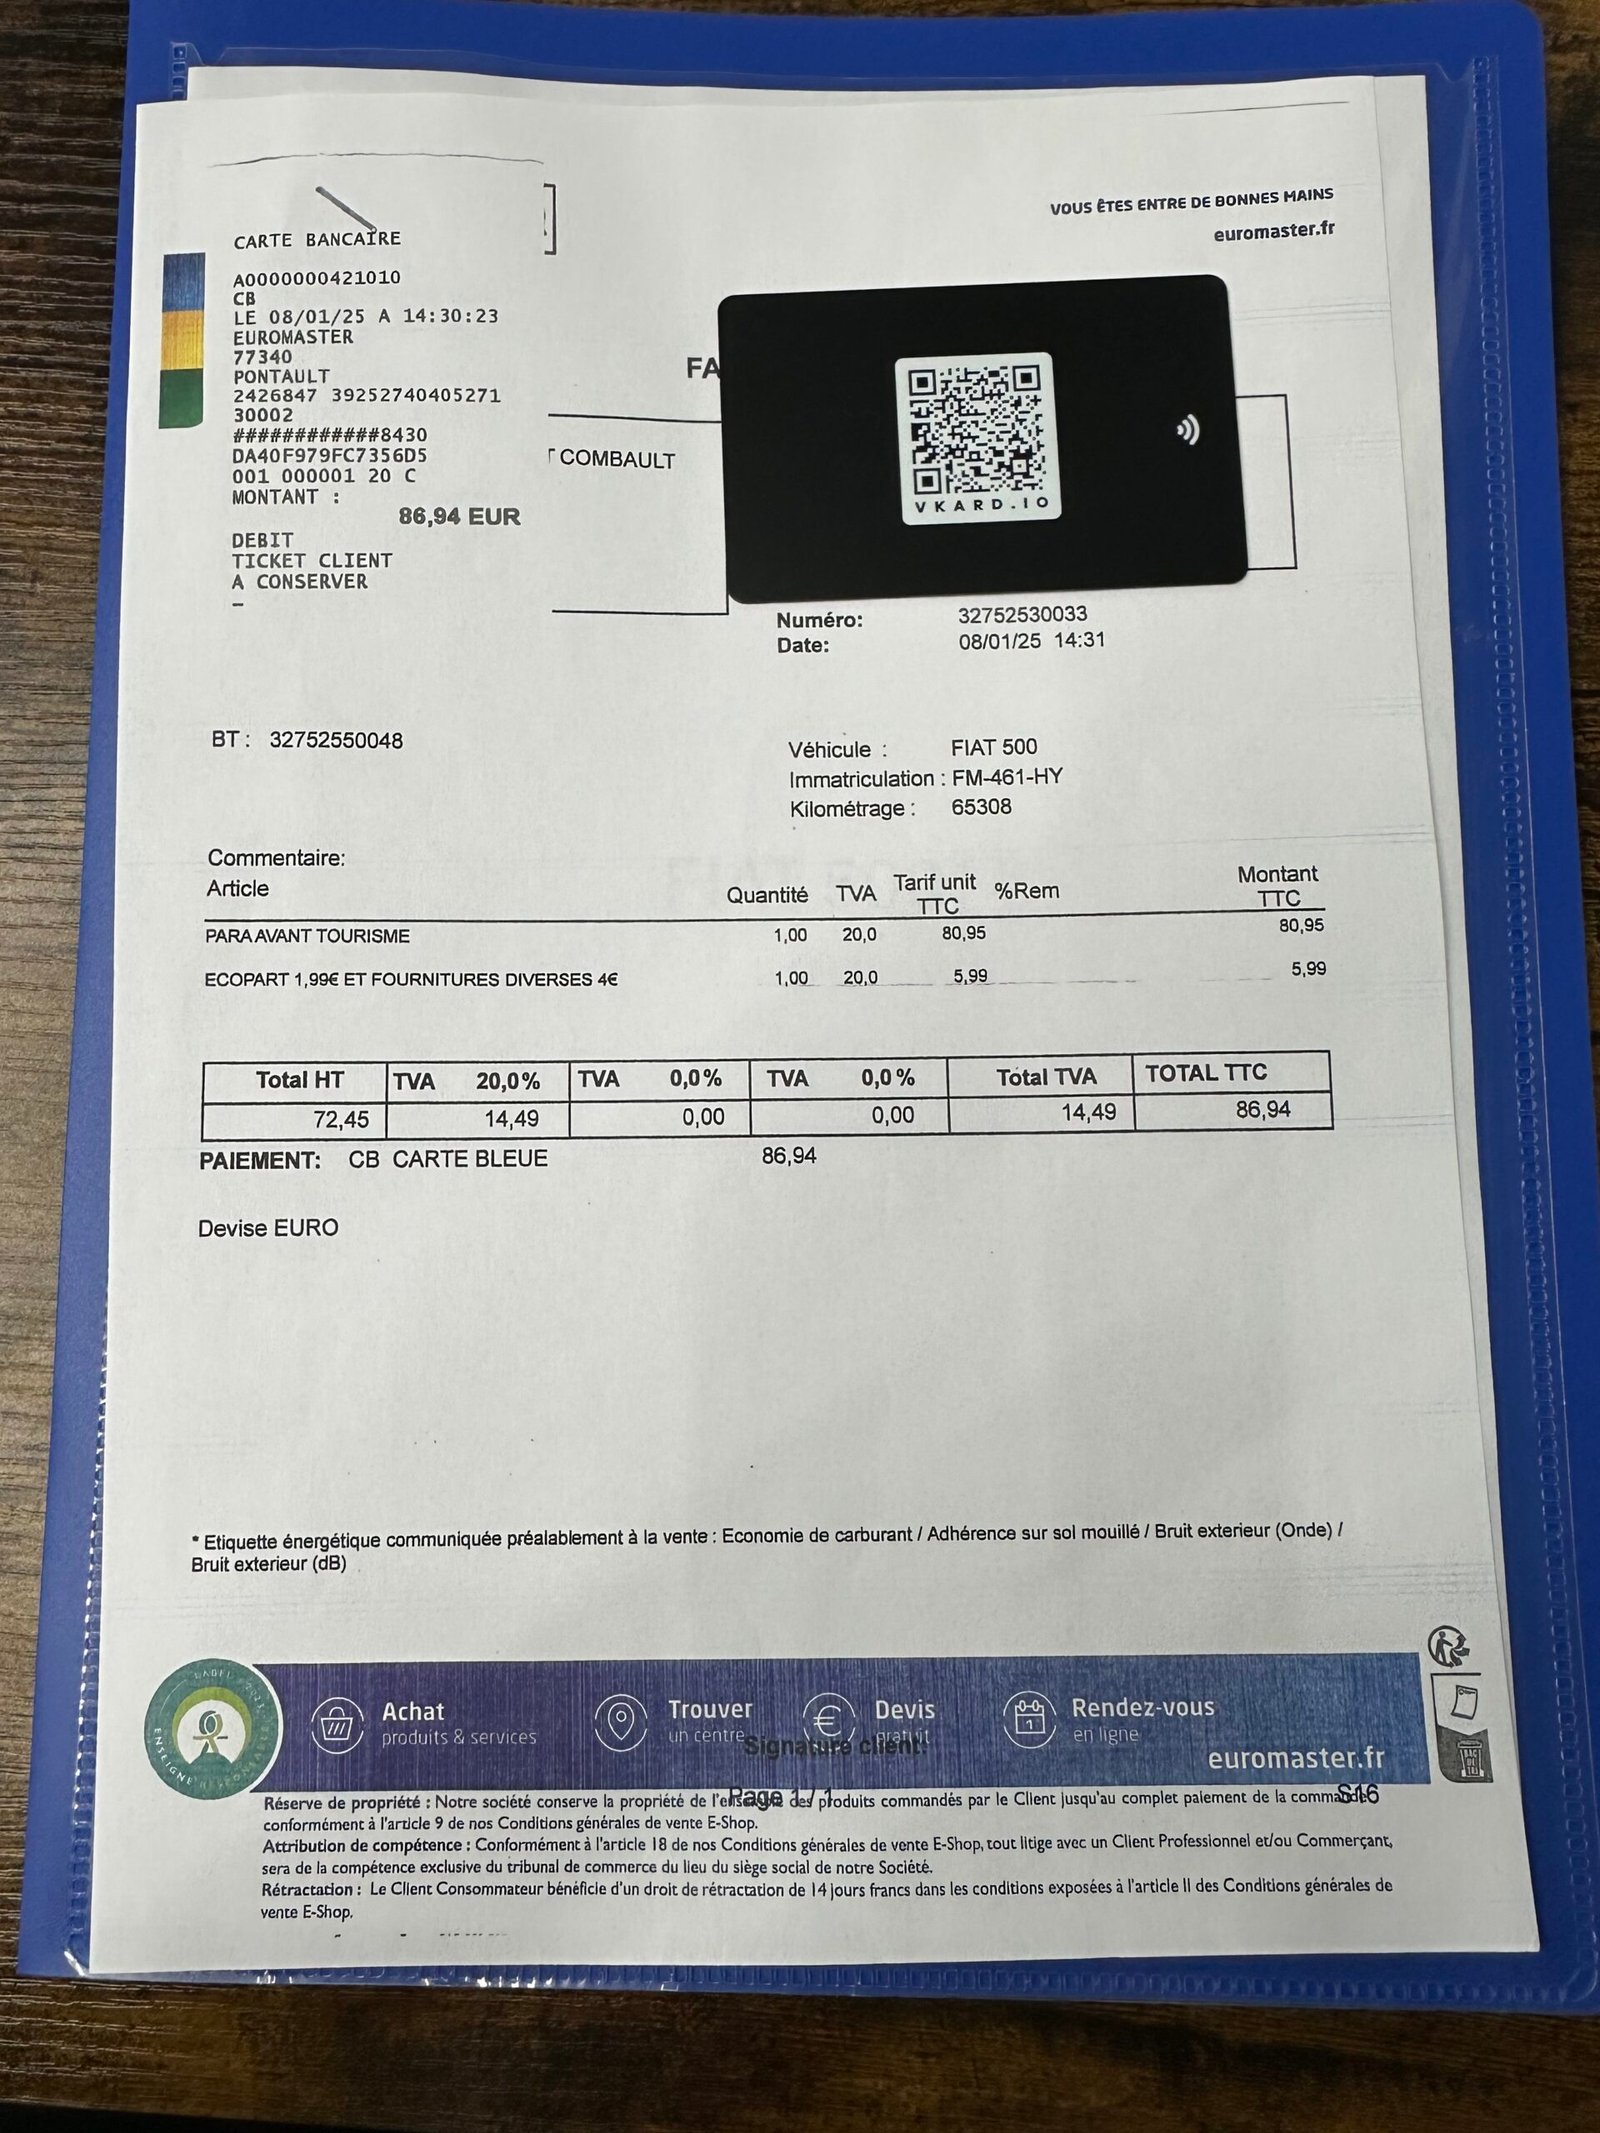 VOUS ÊTES ENTRE DE BONNES MAINS
euromaster.fr
CARTE BANCAIRE
A0000000421010
CB
LE 08/01/25 A 14:30:23
EUROMASTER
77340
PONTAULT
2426847 39252740405271
30002
############8430
DA40F979FC7356D5
001 000001 20 C
MONTANT :
86,94 EUR
DEBIT
TICKET CLIENT
A CONSERVER
–
FA
COMBAULT
VKARD.IO
Numéro: 32752530033
Date: 08/01/25 14:31
BT : 32752550048
Véhicule : FIAT 500
Immatriculation : FM-461-HY
Kilométrage : 65308
Commentaire:
Article Quantité TVA Tarif unit TTC %Rem Montant TTC
PARA AVANT TOURISME 1,00 20,0 80,95 80,95
ECOPART 1,99€ ET FOURNITURES DIVERSES 4€ 1,00 20,0 5,99 5,99
Total HT TVA 20,0% TVA 0,0% TVA 0,0% Total TVA TOTAL TTC
72,45 14,49 0,00 0,00 14,49 86,94
PAIEMENT: CB CARTE BLEUE 86,94
Devise EURO
* Etiquette énergétique communiquée préalablement à la vente : Economie de carburant / Adhérence sur sol mouillé / Bruit exterieur (Onde) /
Bruit exterieur (dB)
LABEL 2023
ENSEIGNE RESPONSABLE
Achat
produits & services
Trouver
un centre
Devis
gratuit
Rendez-vous
en ligne
Signature client:
euromaster.fr
Page 1 / 1
S16
Réserve de propriété : Notre société conserve la propriété de l'ensemble des produits commandés par le Client jusqu'au complet paiement de la commande
conformément à l'article 9 de nos Conditions générales de vente E-Shop.
Attribution de compétence : Conformément à l'article 18 de nos Conditions générales de vente E-Shop, tout litige avec un Client Professionnel et/ou Commerçant,
sera de la compétence exclusive du tribunal de commerce du lieu du siège social de notre Société.
Rétractation : Le Client Consommateur bénéficie d'un droit de rétractation de 14 jours francs dans les conditions exposées à l'article II des Conditions générales de
vente E-Shop.